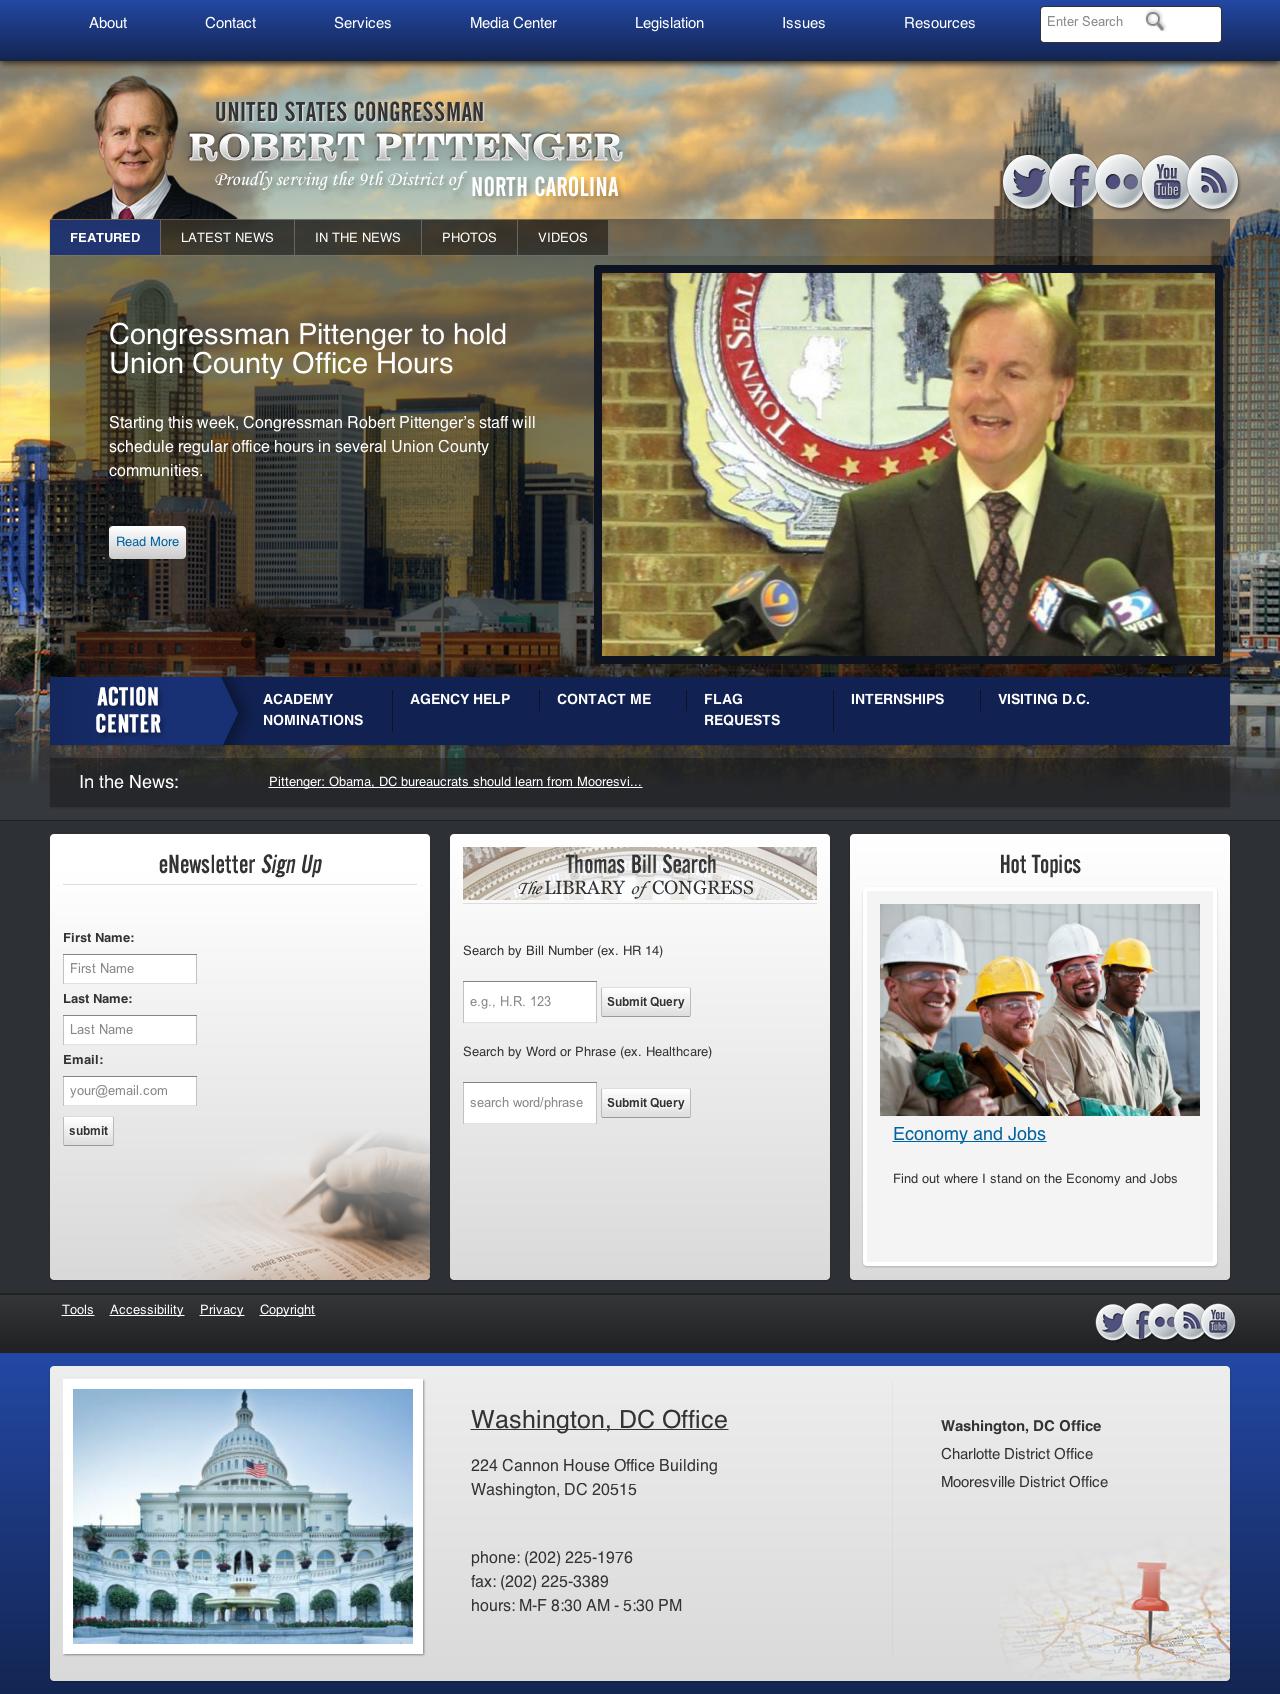 About
Contact
Services
Media Center
Legislation
Issues
Resources
Enter Search
UNITED STATES CONGRESSMAN
ROBERT PITTENGER
Proudly serving the 9th District of NORTH CAROLINA
You
Tube
FEATURED
LATEST NEWS
IN THE NEWS
PHOTOS
VIDEOS
Congressman Pittenger to hold
Union County Office Hours
Starting this week, Congressman Robert Pittenger's staff will
schedule regular office hours in several Union County
communities.
Read More
TOWN SEAL
WBTV
ACTION
CENTER
ACADEMY
NOMINATIONS
AGENCY HELP
CONTACT ME
FLAG
REQUESTS
INTERNSHIPS
VISITING D.C.
In the News:
Pittenger: Obama, DC bureaucrats should learn from Mooresvi...
eNewsletter Sign Up
First Name:
First Name
Last Name:
Last Name
Email:
your@email.com
submit
Thomas Bill Search
The LIBRARY of CONGRESS
Search by Bill Number (ex. HR 14)
e.g., H.R. 123
Submit Query
Search by Word or Phrase (ex. Healthcare)
search word/phrase
Submit Query
Hot Topics
Economy and Jobs
Find out where I stand on the Economy and Jobs
Tools
Accessibility
Privacy
Copyright
You
Tube
Washington, DC Office
224 Cannon House Office Building
Washington, DC 20515
phone: (202) 225-1976
fax: (202) 225-3389
hours: M-F 8:30 AM - 5:30 PM
Washington, DC Office
Charlotte District Office
Mooresville District Office